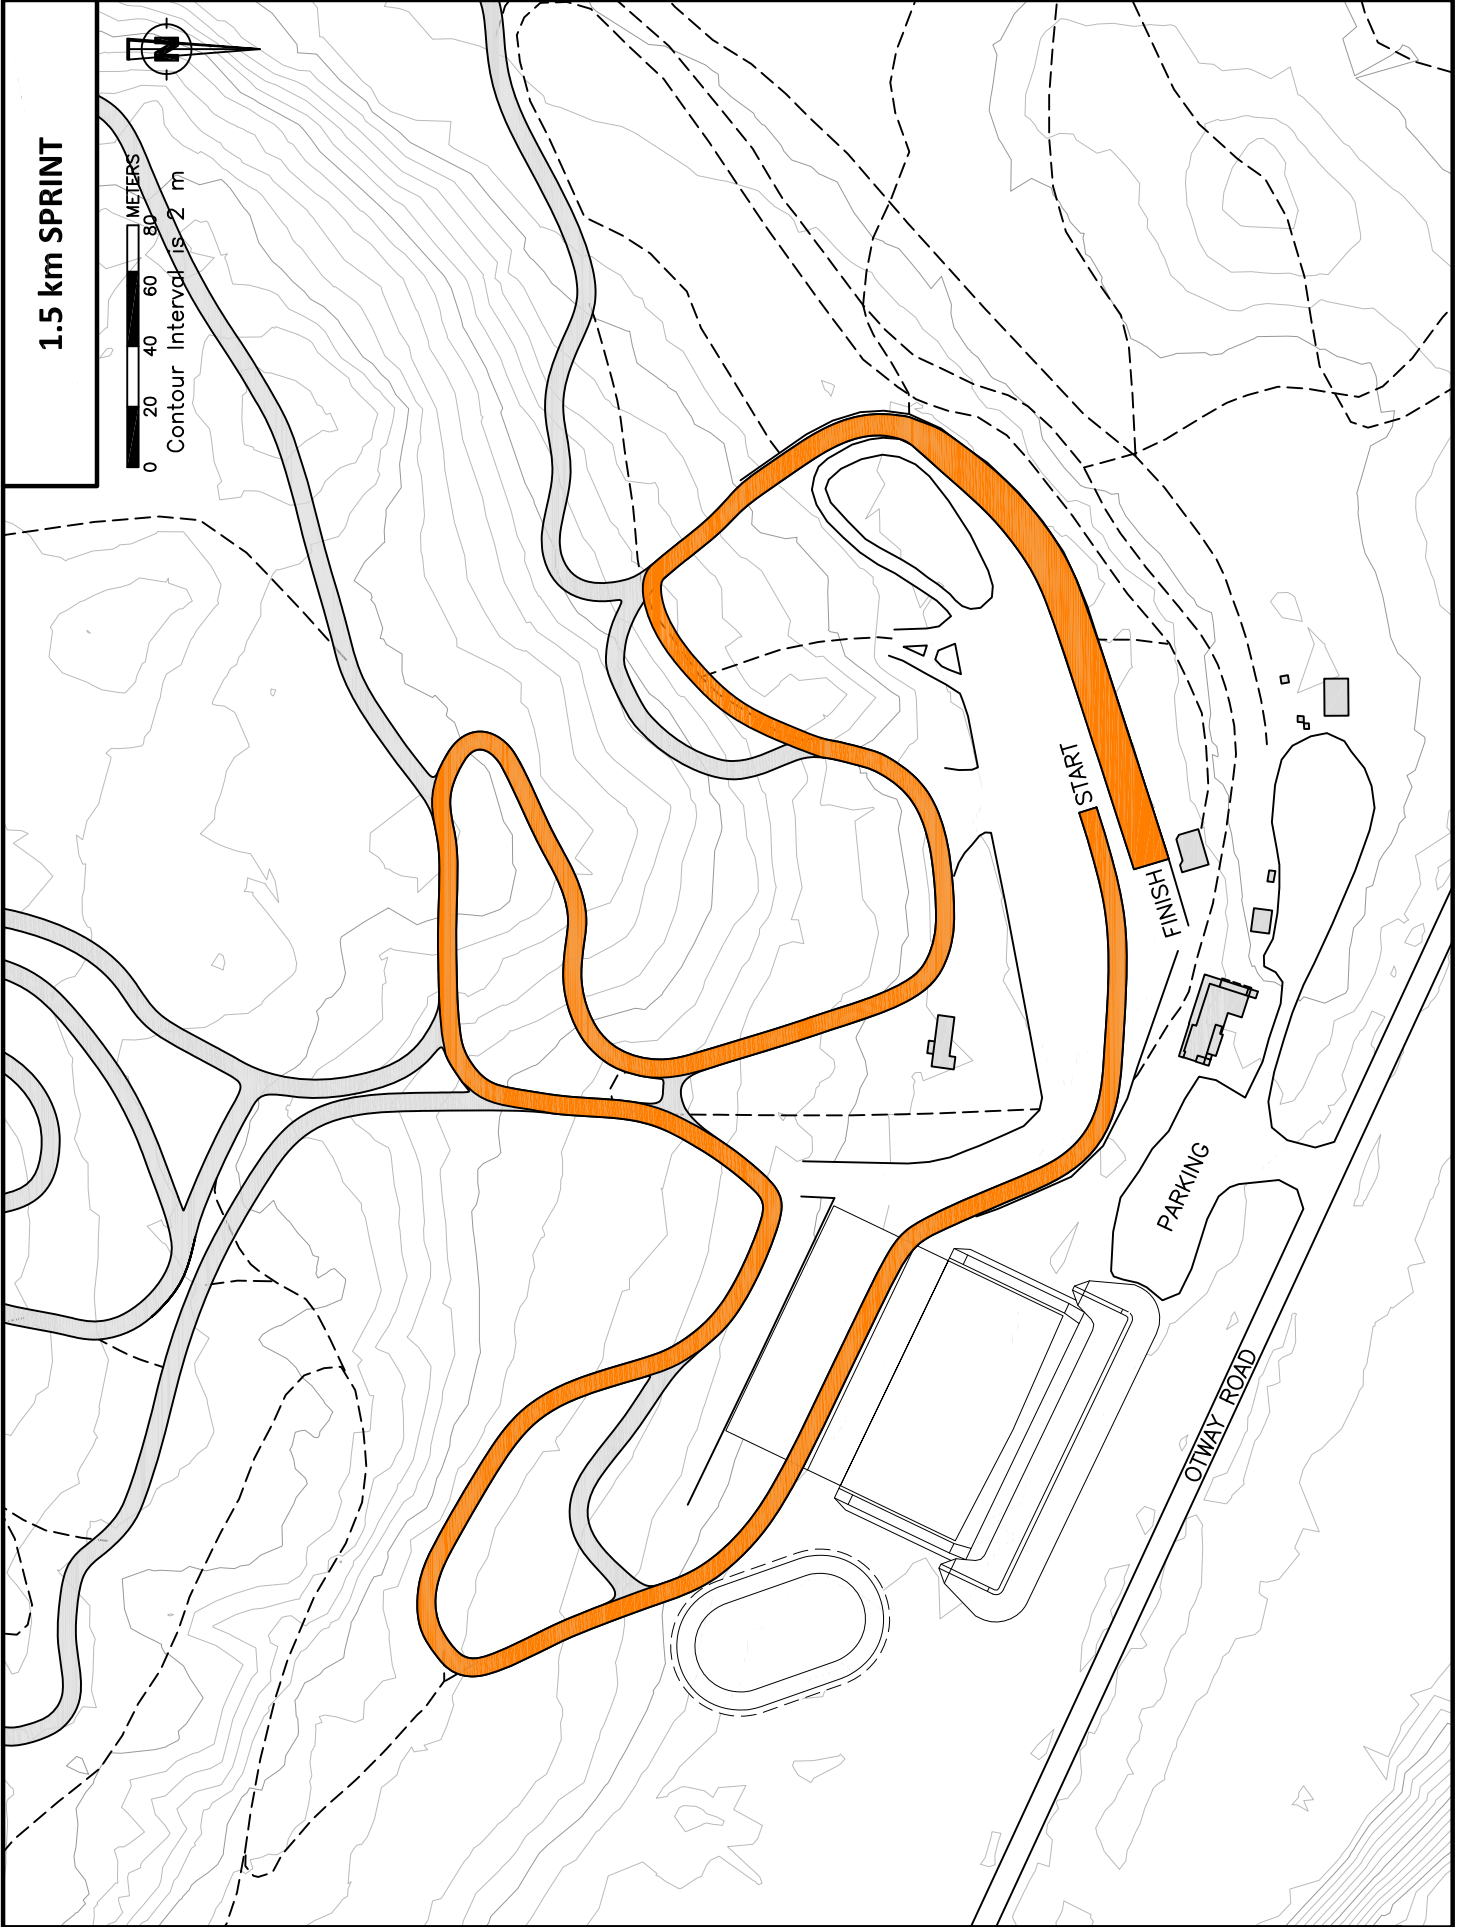 1.5 km SPRINT
N
METERS
0 20 40 60 80
Contour Interval is 2 m
START
FINISH
PARKING
OTWAY ROAD